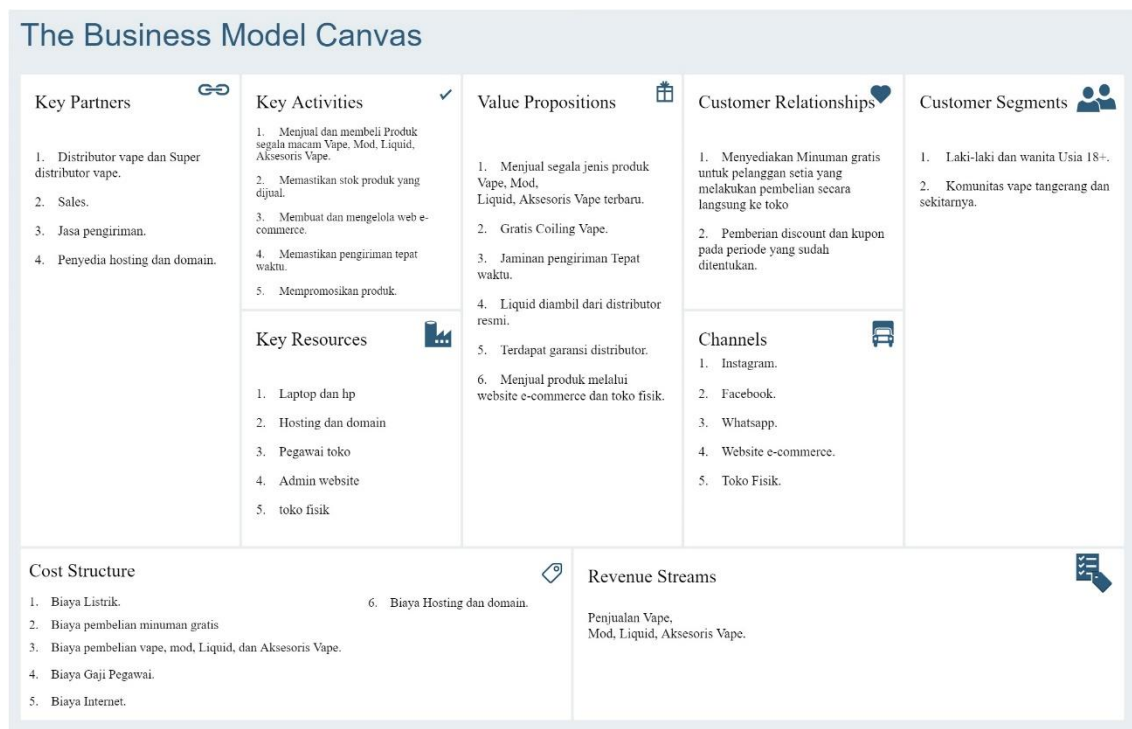 The Business Model Canvas
Key Partners
1. Distributor vape dan Super
distributor vape.
2. Sales.
3. Jasa pengiriman.
4. Penyedia hosting dan domain.
Key Activities
1. Menjual dan membeli Produk
segala macam Vape, Mod, Liquid,
Aksesoris Vape.
2. Memastikan stok produk yang
dijual.
3. Membuat dan mengelola web e-
commerce.
4. Memastikan pengiriman tepat
waktu.
5. Mempromosikan produk.
Key Resources
1. Laptop dan hp
2. Hosting dan domain
3. Pegawai toko
4. Admin website
5. toko fisik
Value Propositions
1. Menjual segala jenis produk
Vape, Mod,
Liquid, Aksesoris Vape terbaru.
2. Gratis Coiling Vape.
3. Jaminan pengiriman Tepat
waktu.
4. Liquid diambil dari distributor
resmi.
5. Terdapat garansi distributor.
6. Menjual produk melalui
website e-commerce dan toko fisik.
Customer Relationships
1. Menyediakan Minuman gratis
untuk pelanggan setia yang
melakukan pembelian secara
langsung ke toko
2. Pemberian discount dan kupon
pada periode yang sudah
ditentukan.
Channels
1. Instagram.
2. Facebook.
3. Whatsapp.
4. Website e-commerce.
5. Toko Fisik.
Customer Segments
1. Laki-laki dan wanita Usia 18+.
2. Komunitas vape tangerang dan
sekitarnya.
Cost Structure
1. Biaya Listrik.
2. Biaya pembelian minuman gratis
3. Biaya pembelian vape, mod, Liquid, dan Aksesoris Vape.
4. Biaya Gaji Pegawai.
5. Biaya Internet.
6. Biaya Hosting dan domain.
Revenue Streams
Penjualan Vape,
Mod, Liquid, Aksesoris Vape.